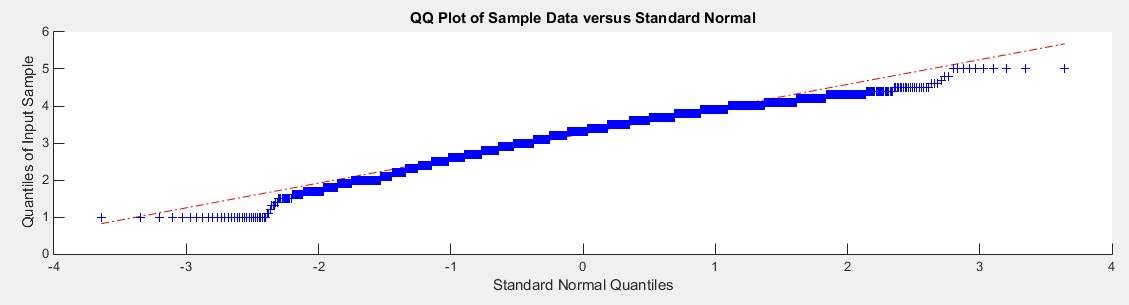 QQ Plot of Sample Data versus Standard Normal
Quantiles of Input Sample
6
5
4
3
2
1
0
-4 -3 -2 -1 0 1 2 3 4
Standard Normal Quantiles